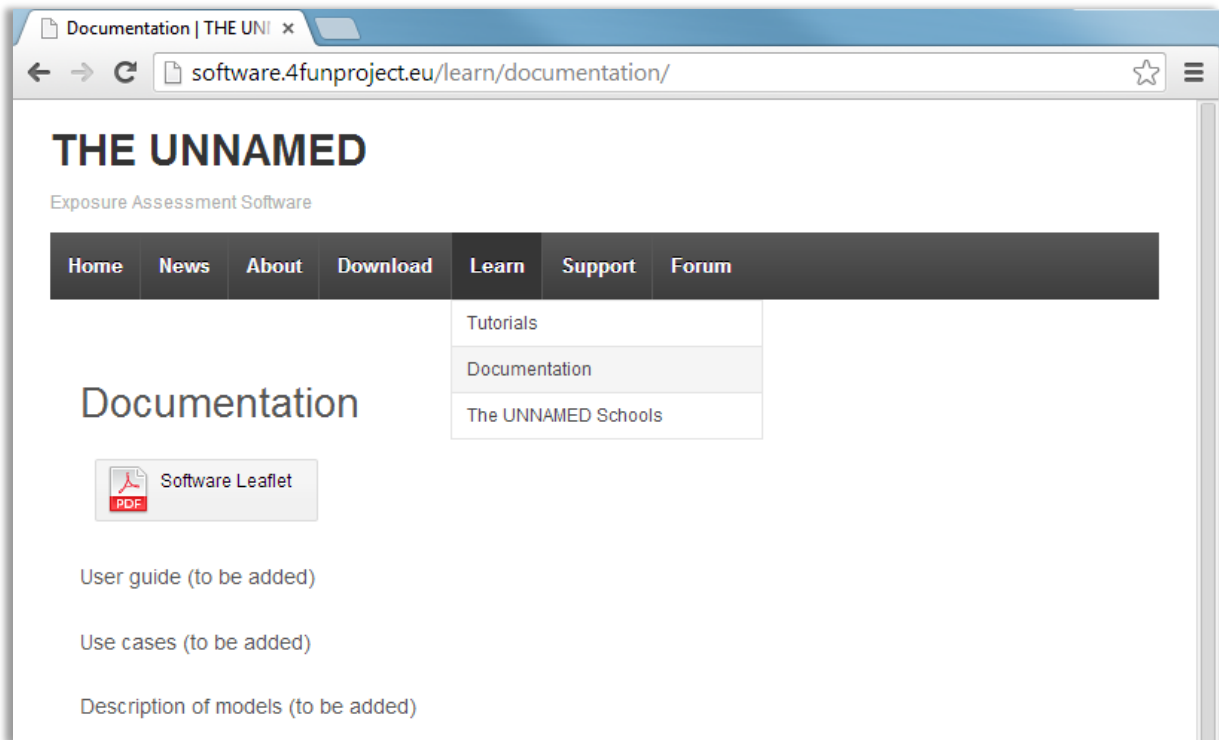 Documentation | THE UN
software.4funproject.eu/learn/documentation/
THE UNNAMED
Exposure Assessment Software
Home News About Download Learn Support Forum
Tutorials
Documentation
The UNNAMED Schools
Documentation
PDF Software Leaflet
User guide (to be added)
Use cases (to be added)
Description of models (to be added)